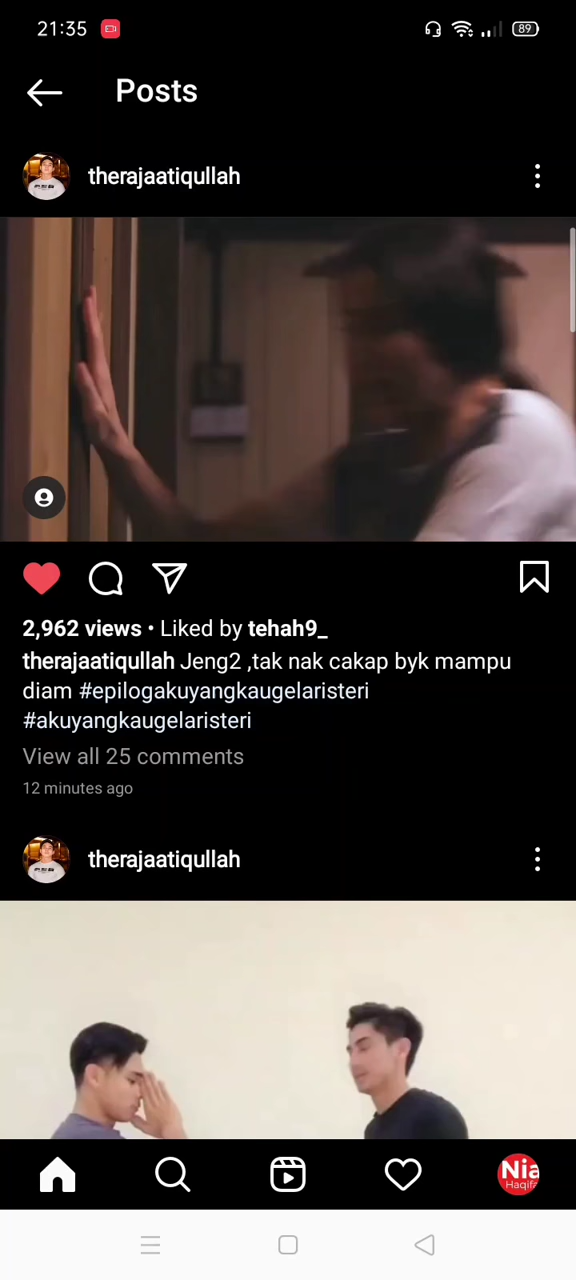 21:35
89
Posts
therajaatiqullah
2,962 views • Liked by tehah9_
therajaatiqullah Jeng2 ,tak nak cakap byk mampu
diam #epilogakuyangkaugelaristeri
#akuyangkaugelaristeri
View all 25 comments
12 minutes ago
therajaatiqullah
Nia